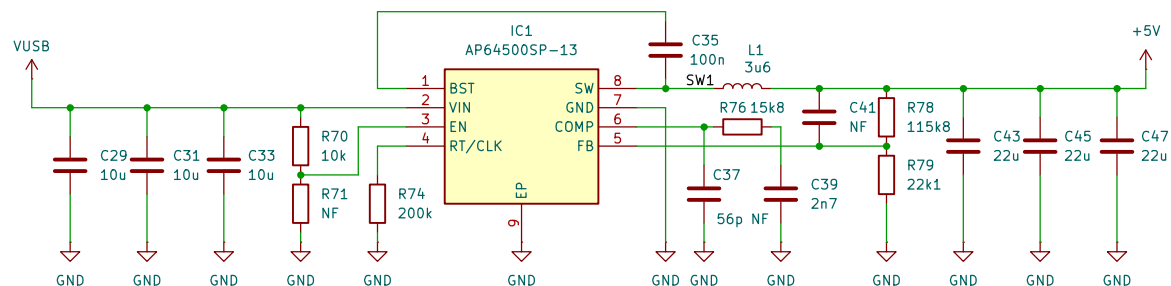 IC1
AP64500SP-13
VUSB
+5V
C35
100n
L1
3u6
SW1
1
BST
SW
8
2
VIN
GND
7
3
EN
COMP
6
4
RT/CLK
FB
5
EP
9
R76 15k8
C41
NF
R78
115k8
R70
10k
C29
10u
C31
10u
C33
10u
R71
NF
R74
200k
C37
56p NF
C39
2n7
R79
22k1
C43
22u
C45
22u
C47
22u
GND
GND
GND
GND
GND
GND
GND
GND
GND
GND
GND
GND
GND